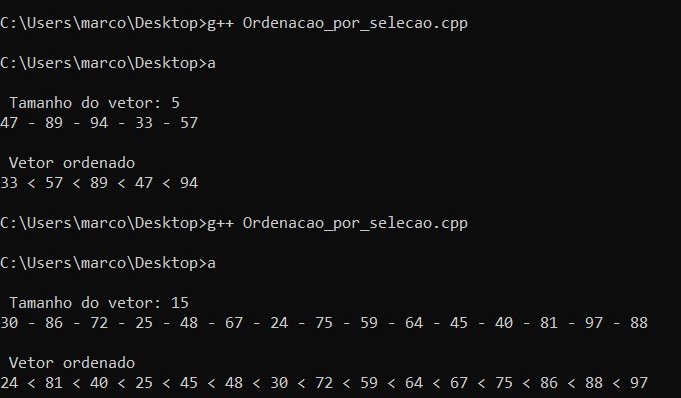 C:\Users\marco\Desktop>g++ Ordenacao_por_selecao.cpp
C:\Users\marco\Desktop>a
Tamanho do vetor: 5
47 - 89 - 94 - 33 - 57
Vetor ordenado
33 < 57 < 89 < 47 < 94
C:\Users\marco\Desktop>g++ Ordenacao_por_selecao.cpp
C:\Users\marco\Desktop>a
Tamanho do vetor: 15
30 - 86 - 72 - 25 - 48 - 67 - 24 - 75 - 59 - 64 - 45 - 40 - 81 - 97 - 88
Vetor ordenado
24 < 81 < 40 < 25 < 45 < 48 < 30 < 72 < 59 < 64 < 67 < 75 < 86 < 88 < 97